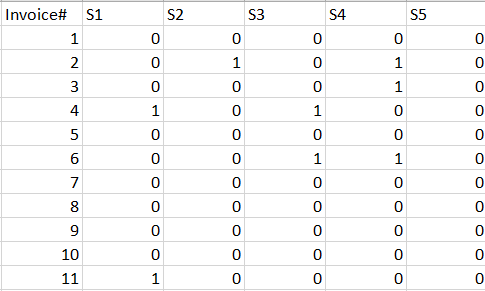 Invoice# S1 S2 S3 S4 S5
1 0 0 0 0 0
2 0 1 0 1 0
3 0 0 0 1 0
4 1 0 1 0 0
5 0 0 0 0 0
6 0 0 1 1 0
7 0 0 0 0 0
8 0 0 0 0 0
9 0 0 0 0 0
10 0 0 0 0 0
11 1 0 0 0 0